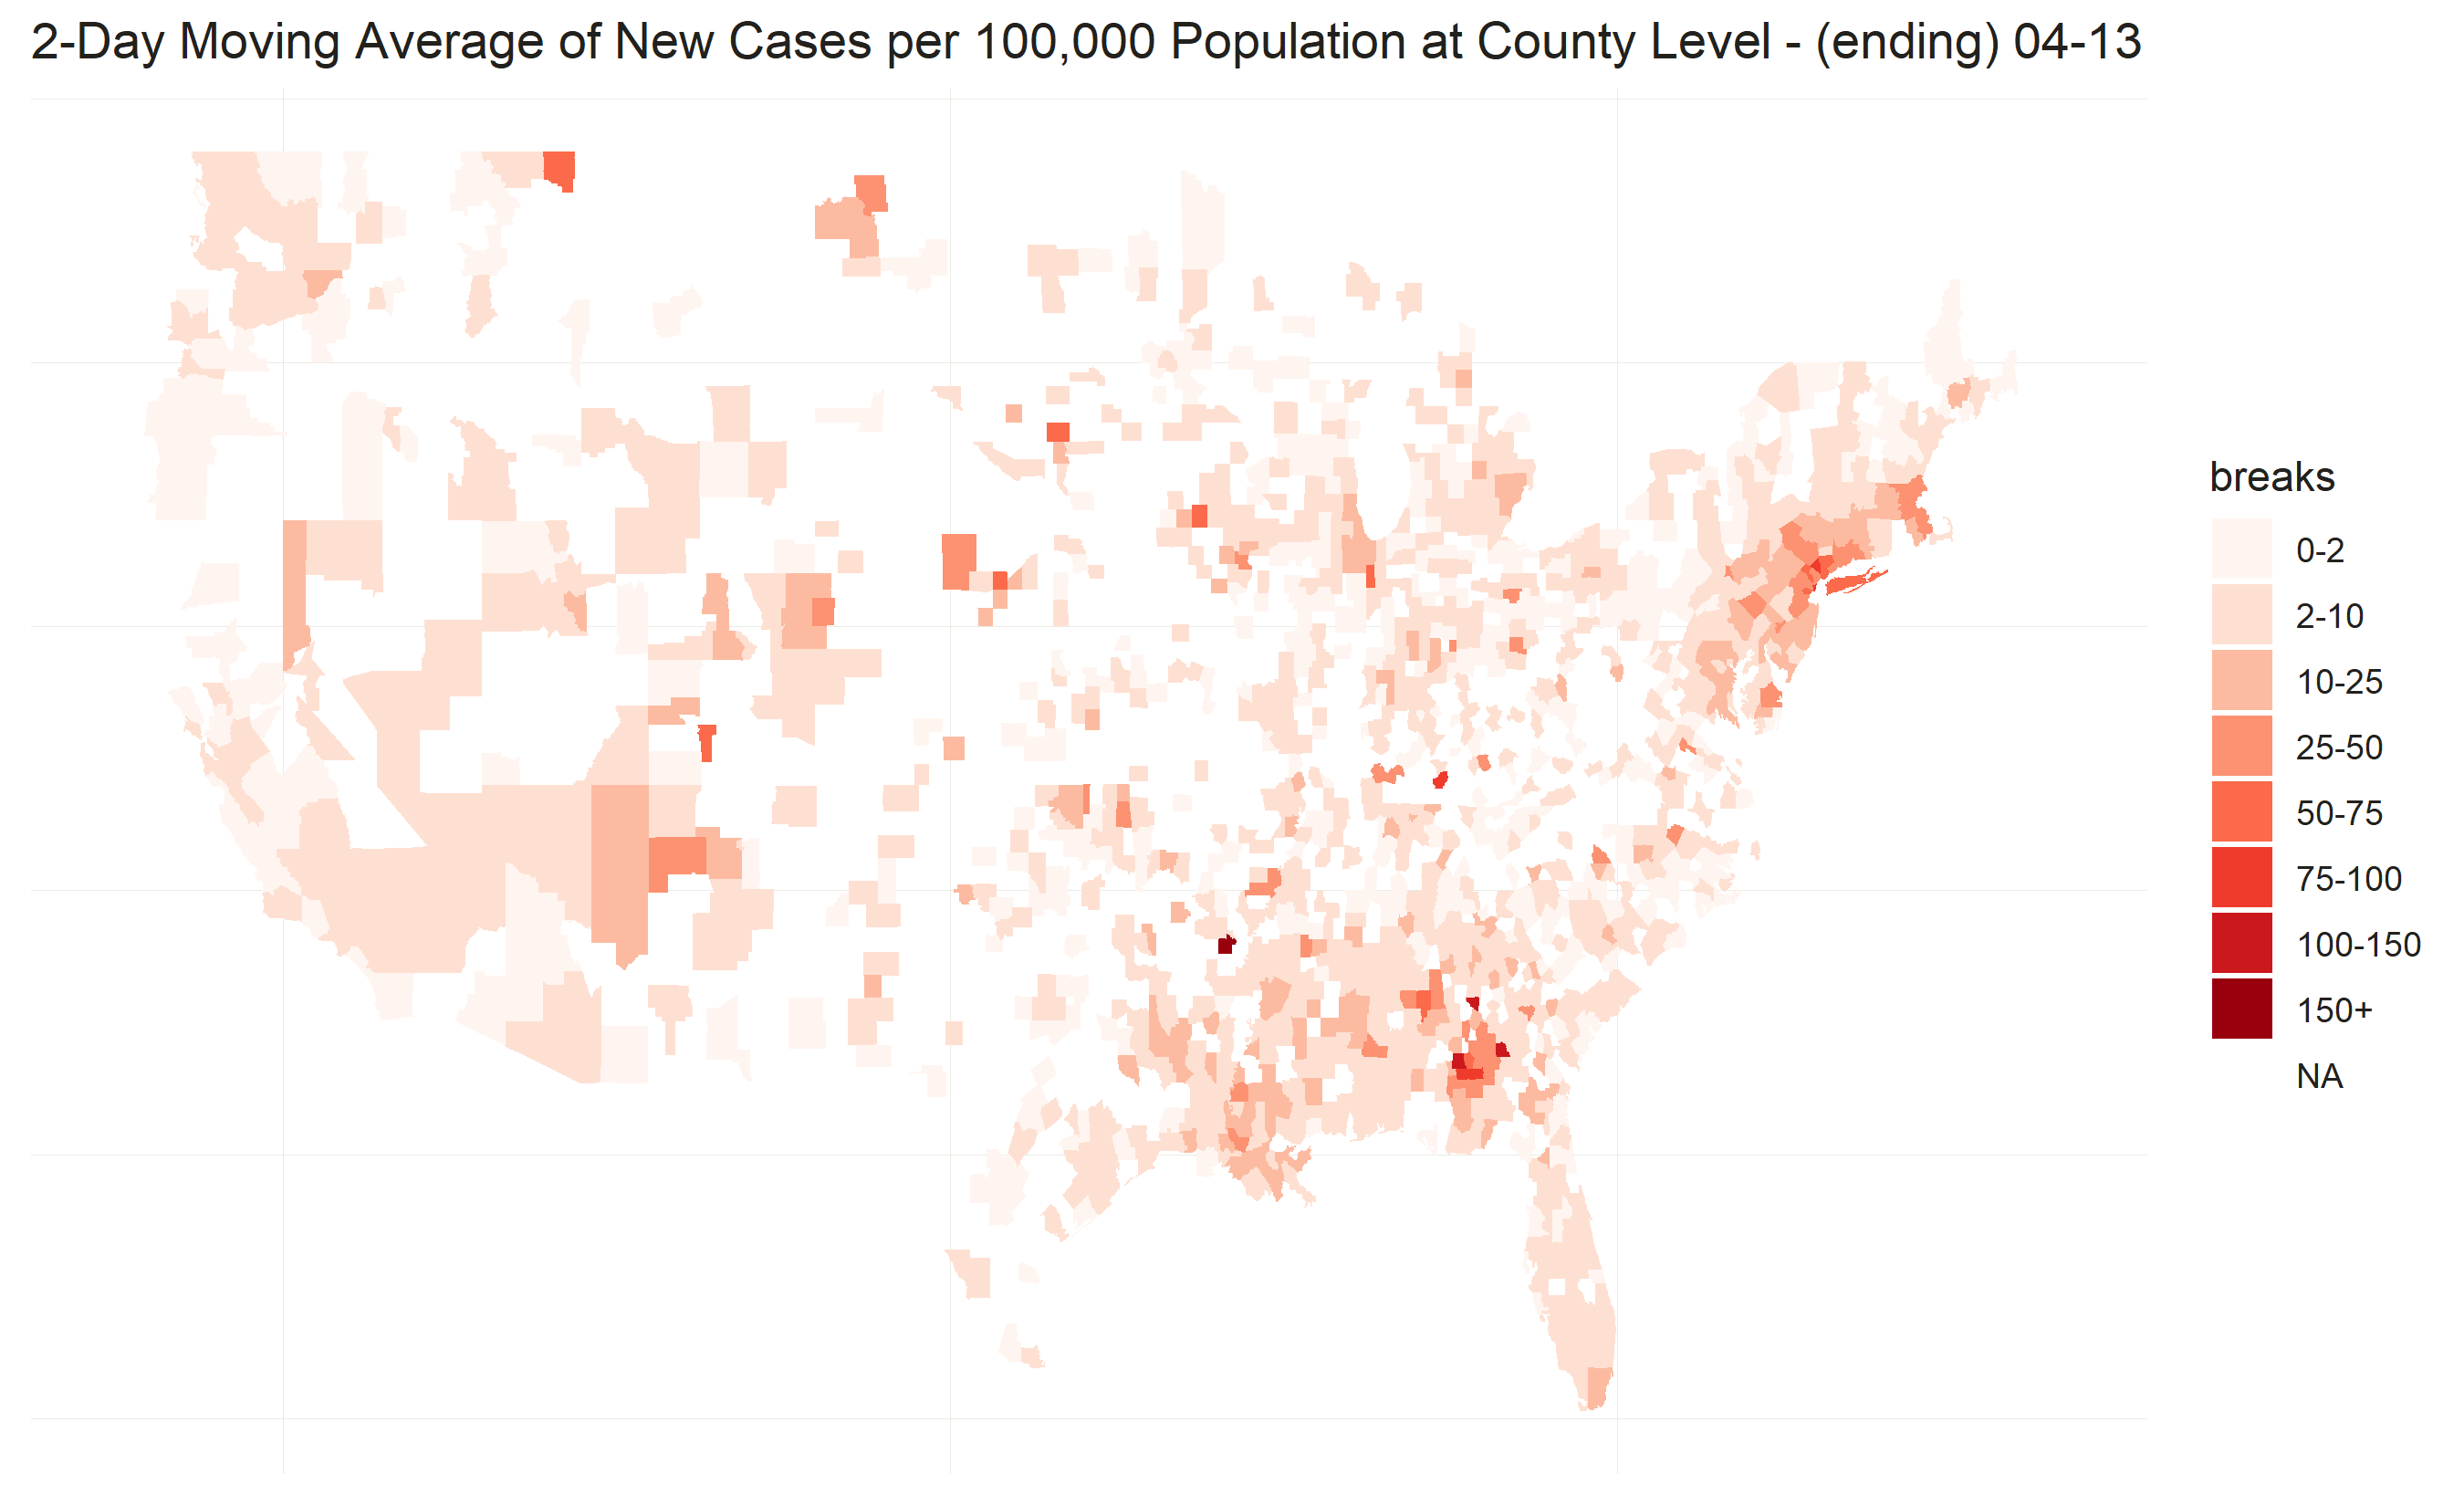 2-Day Moving Average of New Cases per 100,000 Population at County Level - (ending) 04-13
breaks
0-2
2-10
10-25
25-50
50-75
75-100
100-150
150+
NA